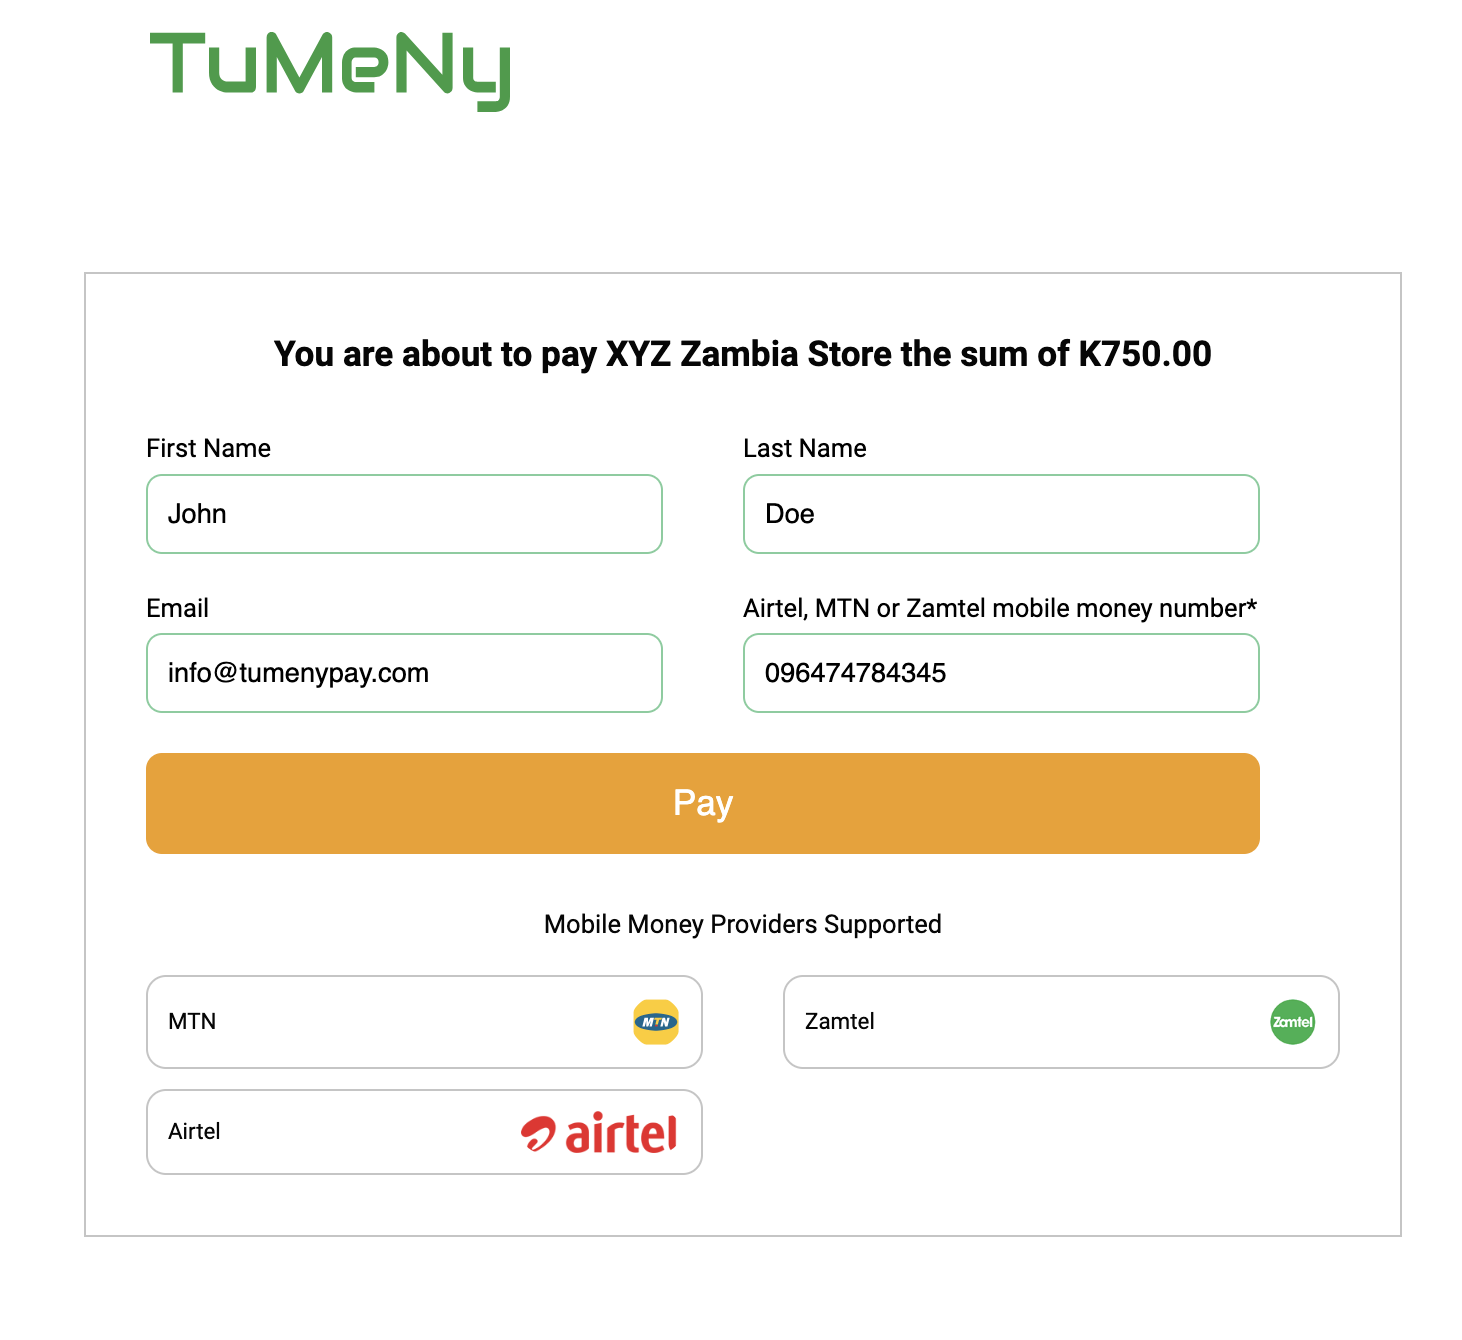 TuMeNy
You are about to pay XYZ Zambia Store the sum of K750.00
First Name
Last Name
John
Doe
Email
Airtel, MTN or Zamtel mobile money number*
info@tumenypay.com
096474784345
Pay
Mobile Money Providers Supported
MTN
MTN
Zamtel
Zamtel
Airtel
airtel